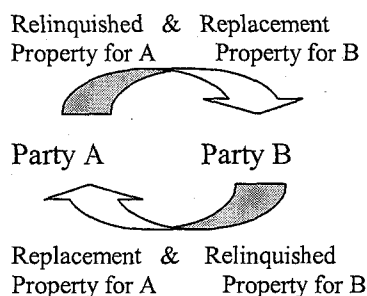 Relinquished & Replacement
Property for A Property for B
Party A Party B
Replacement & Relinquished
Property for A Property for B